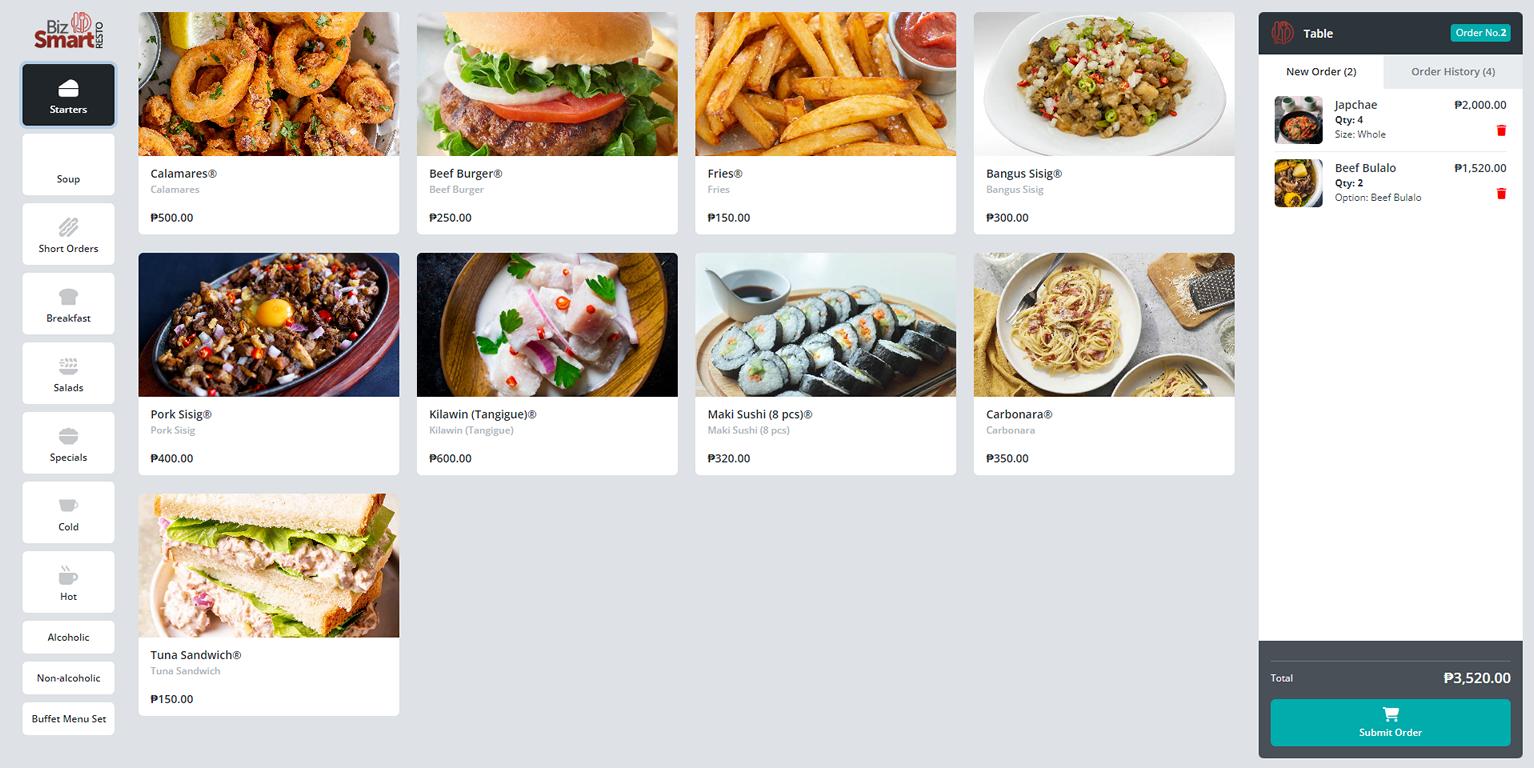 Biz
Smart
RESTO
Starters
Soup
Short Orders
Breakfast
Salads
Specials
Cold
Hot
Alcoholic
Non-alcoholic
Buffet Menu Set
Calamares®
Calamares
₱500.00
Beef Burger®
Beef Burger
₱250.00
Fries®
Fries
₱150.00
Bangus Sisig®
Bangus Sisig
₱300.00
Pork Sisig®
Pork Sisig
₱400.00
Kilawin (Tangigue)®
Kilawin (Tangigue)
₱600.00
Maki Sushi (8 pcs)®
Maki Sushi (8 pcs)
₱320.00
Carbonara®
Carbonara
₱350.00
Tuna Sandwich®
Tuna Sandwich
₱150.00
Table
Order No.2
New Order (2)
Order History (4)
Japchae ₱2,000.00
Qty: 4
Size: Whole
Beef Bulalo ₱1,520.00
Qty: 2
Option: Beef Bulalo
Total ₱3,520.00
Submit Order